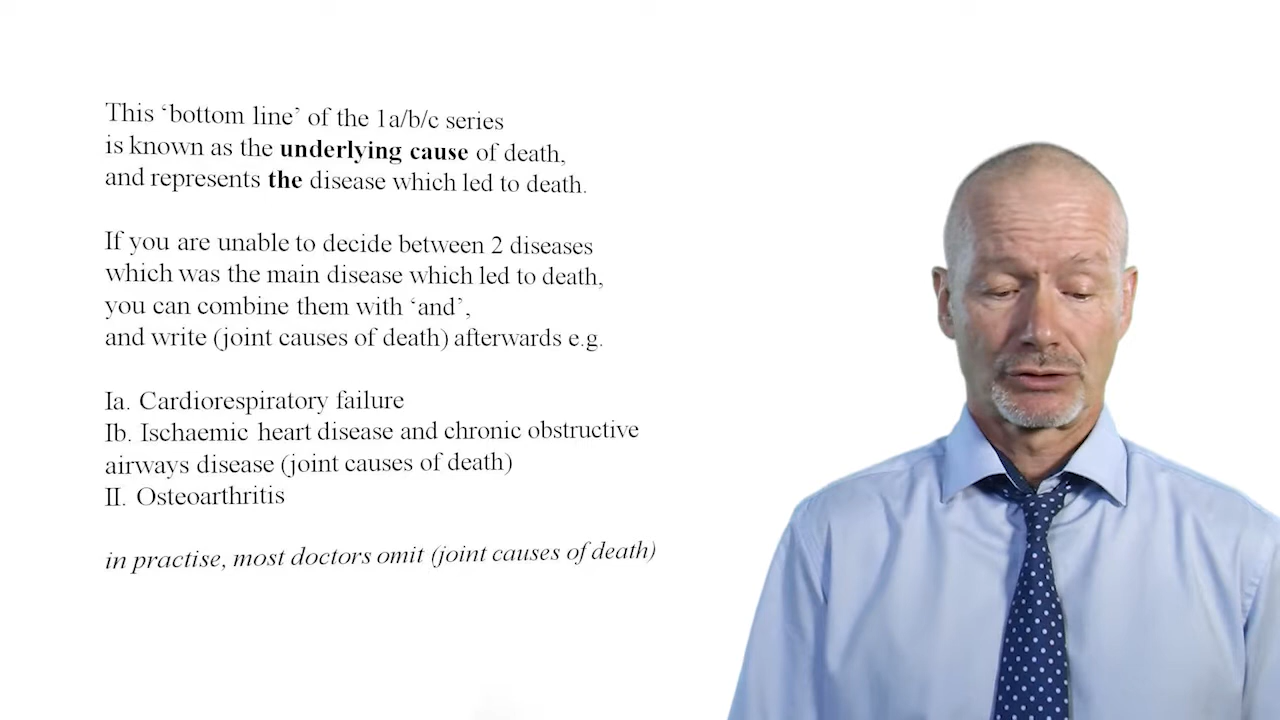 This ‘bottom line’ of the 1a/b/c series
is known as the underlying cause of death,
and represents the disease which led to death.
If you are unable to decide between 2 diseases
which was the main disease which led to death,
you can combine them with ‘and’,
and write (joint causes of death) afterwards e.g.
Ia. Cardiorespiratory failure
Ib. Ischaemic heart disease and chronic obstructive
airways disease (joint causes of death)
II. Osteoarthritis
in practise, most doctors omit (joint causes of death)